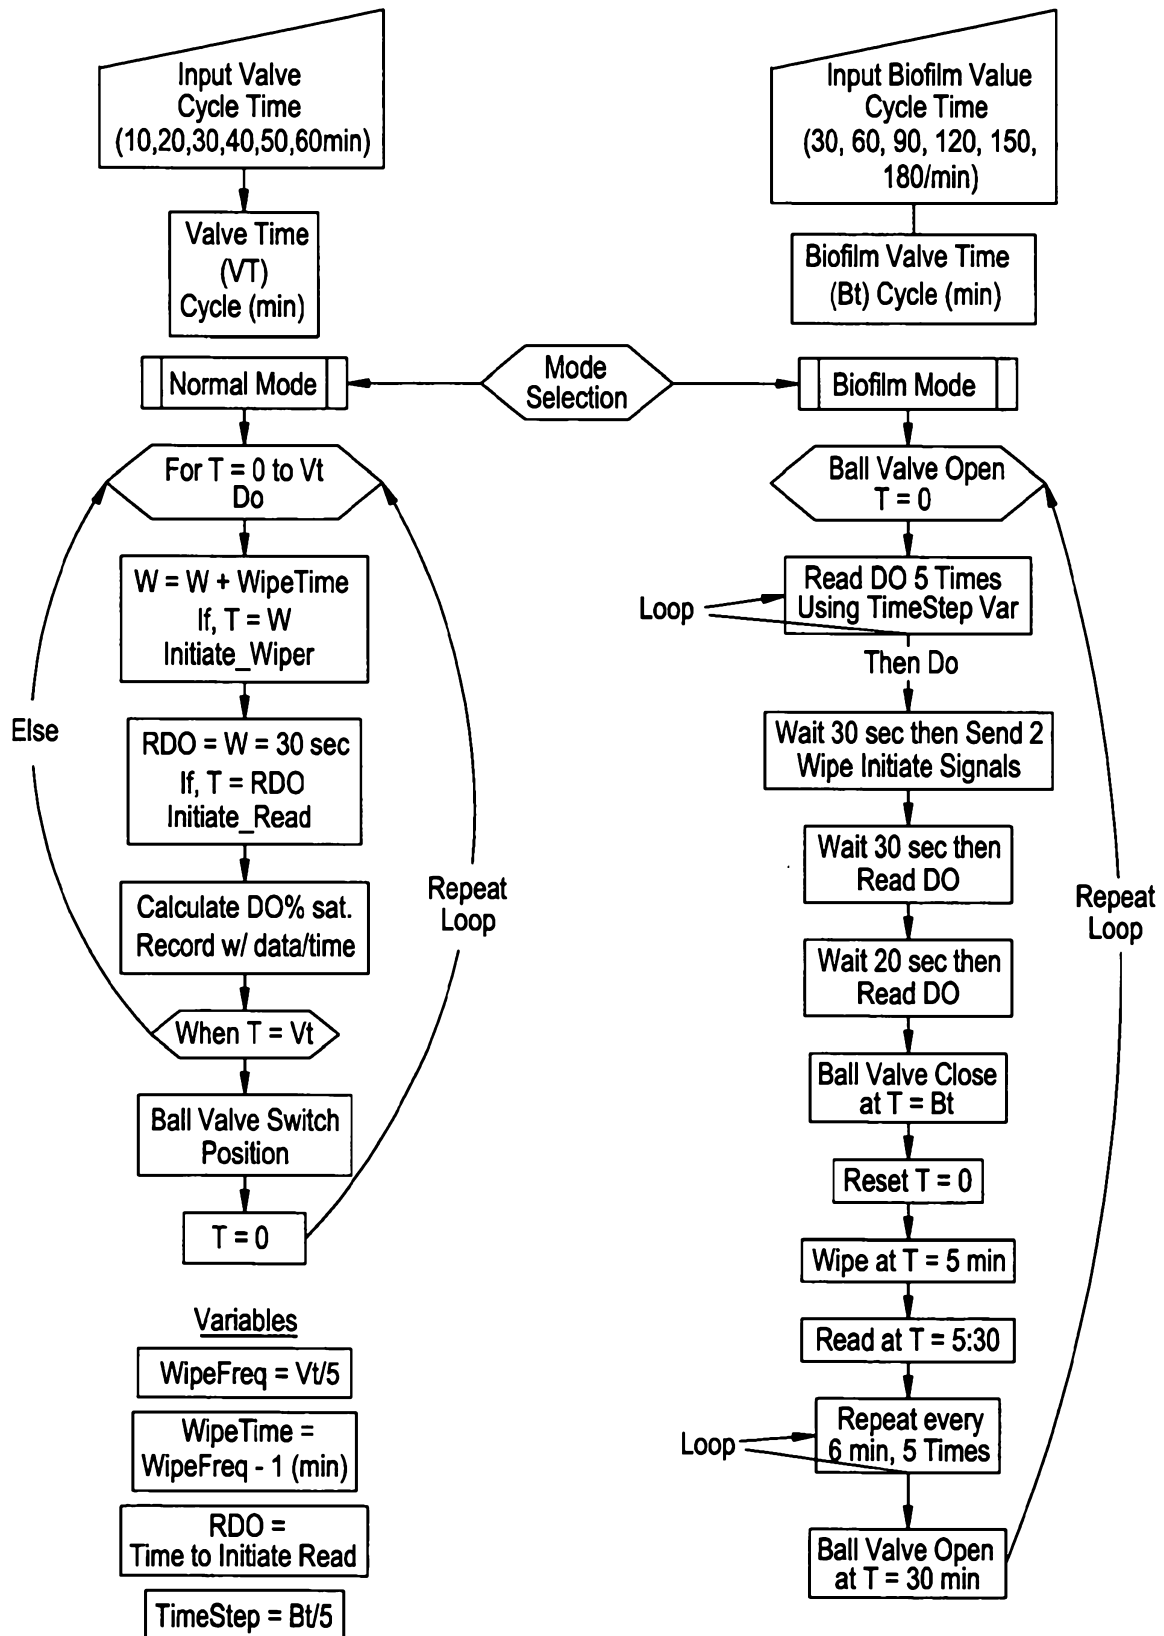 Input Valve
Cycle Time
(10,20,30,40,50,60min)
Valve Time
(VT)
Cycle (min)
Normal Mode
For T = 0 to Vt
Do
W = W + WipeTime
If, T = W
Initiate_Wiper
RDO = W = 30 sec
If, T = RDO
Initiate_Read
Calculate DO% sat.
Record w/ data/time
When T = Vt
Ball Valve Switch
Position
T = 0
Else
Repeat
Loop
Variables
WipeFreq = Vt/5
WipeTime =
WipeFreq - 1 (min)
RDO =
Time to Initiate Read
TimeStep = Bt/5
Mode
Selection
Input Biofilm Value
Cycle Time
(30, 60, 90, 120, 150,
180/min)
Biofilm Valve Time
(Bt) Cycle (min)
Biofilm Mode
Ball Valve Open
T = 0
Read DO 5 Times
Using TimeStep Var
Loop
Then Do
Wait 30 sec then Send 2
Wipe Initiate Signals
Wait 30 sec then
Read DO
Wait 20 sec then
Read DO
Ball Valve Close
at T = Bt
Reset T = 0
Wipe at T = 5 min
Read at T = 5:30
Repeat every
6 min, 5 Times
Loop
Ball Valve Open
at T = 30 min
Repeat
Loop